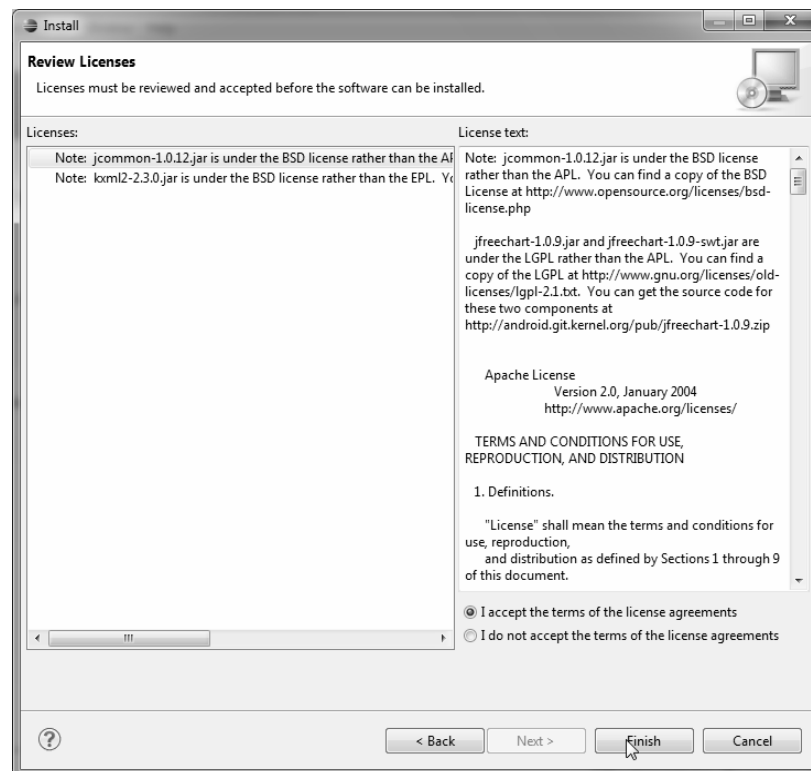 Install
Review Licenses
Licenses must be reviewed and accepted before the software can be installed.
Licenses:
Note: jcommon-1.0.12.jar is under the BSD license rather than the AP
Note: kxml2-2.3.0.jar is under the BSD license rather than the EPL. Yo
License text:
Note: jcommon-1.0.12.jar is under the BSD license
rather than the APL. You can find a copy of the BSD
License at http://www.opensource.org/licenses/bsd-
license.php
jfreechart-1.0.9.jar and jfreechart-1.0.9-swt.jar are
under the LGPL rather than the APL. You can find a
copy of the LGPL at http://www.gnu.org/licenses/old-
licenses/lgpl-2.1.txt. You can get the source code for
these two components at
http://android.git.kernel.org/pub/jfreechart-1.0.9.zip
Apache License
Version 2.0, January 2004
http://www.apache.org/licenses/
TERMS AND CONDITIONS FOR USE,
REPRODUCTION, AND DISTRIBUTION
1. Definitions.
"License" shall mean the terms and conditions for
use, reproduction,
and distribution as defined by Sections 1 through 9
of this document.
I accept the terms of the license agreements
I do not accept the terms of the license agreements
?
< Back
Next >
Finish
Cancel